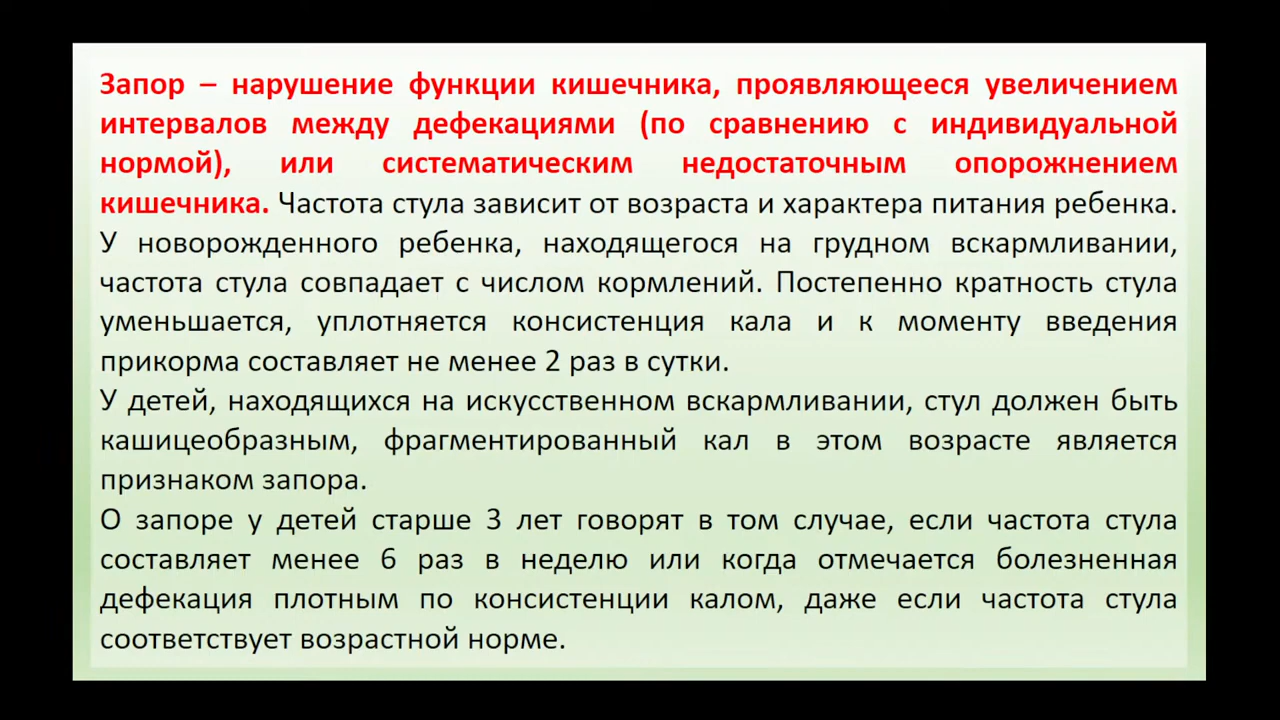 Запор – нарушение функции кишечника, проявляющееся увеличением
интервалов между дефекациями (по сравнению с индивидуальной
нормой), или систематическим недостаточным опорожнением
кишечника. Частота стула зависит от возраста и характера питания ребенка.
У новорожденного ребенка, находящегося на грудном вскармливании,
частота стула совпадает с числом кормлений. Постепенно кратность стула
уменьшается, уплотняется консистенция кала и к моменту введения
прикорма составляет не менее 2 раз в сутки.
У детей, находящихся на искусственном вскармливании, стул должен быть
кашицеобразным, фрагментированный кал в этом возрасте является
признаком запора.
О запоре у детей старше 3 лет говорят в том случае, если частота стула
составляет менее 6 раз в неделю или когда отмечается болезненная
дефекация плотным по консистенции калом, даже если частота стула
соответствует возрастной норме.